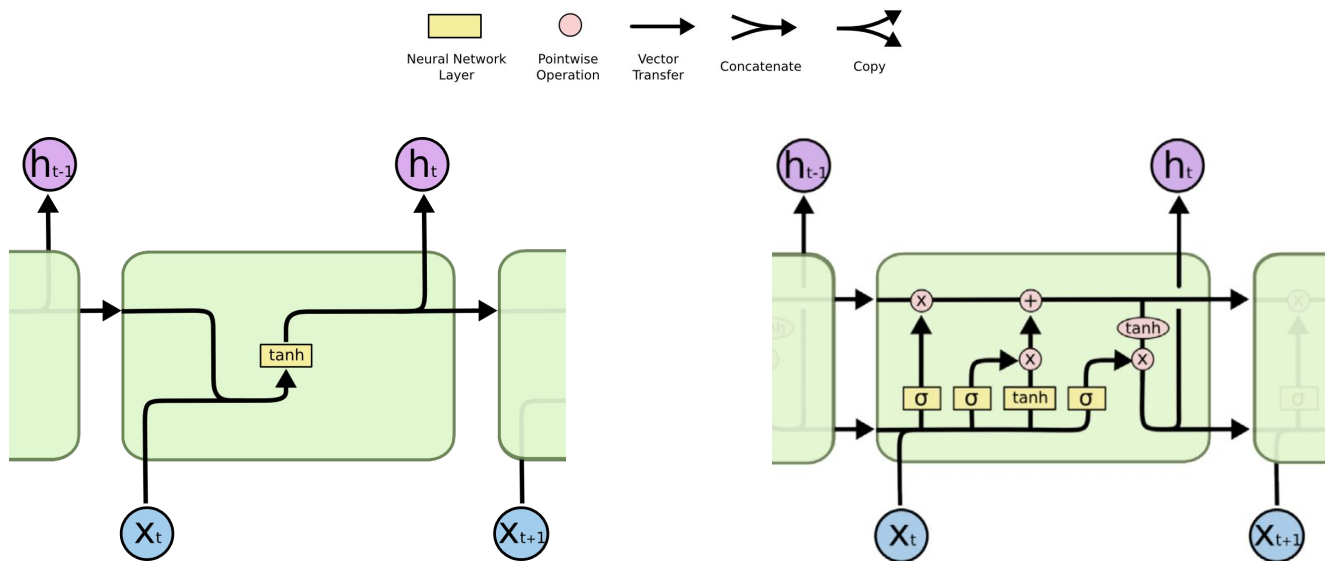 Neural Network
Layer
Pointwise
Operation
Vector
Transfer
Concatenate
Copy
ht-1
ht
tanh
xt
xt+1
ht-1
ht
x
+
tanh
x
x
σ
σ
tanh
σ
xt
xt+1
x
σ